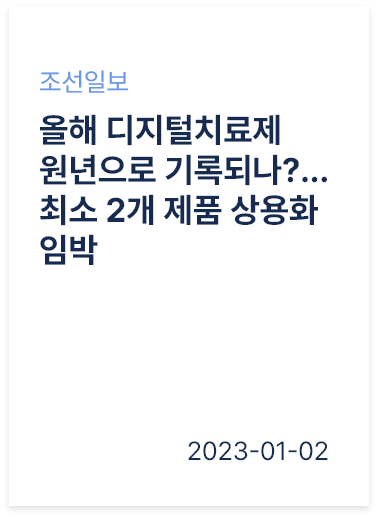 조선일보
올해 디지털치료제
원년으로 기록되나?...
최소 2개 제품 상용화
임박
2023-01-02